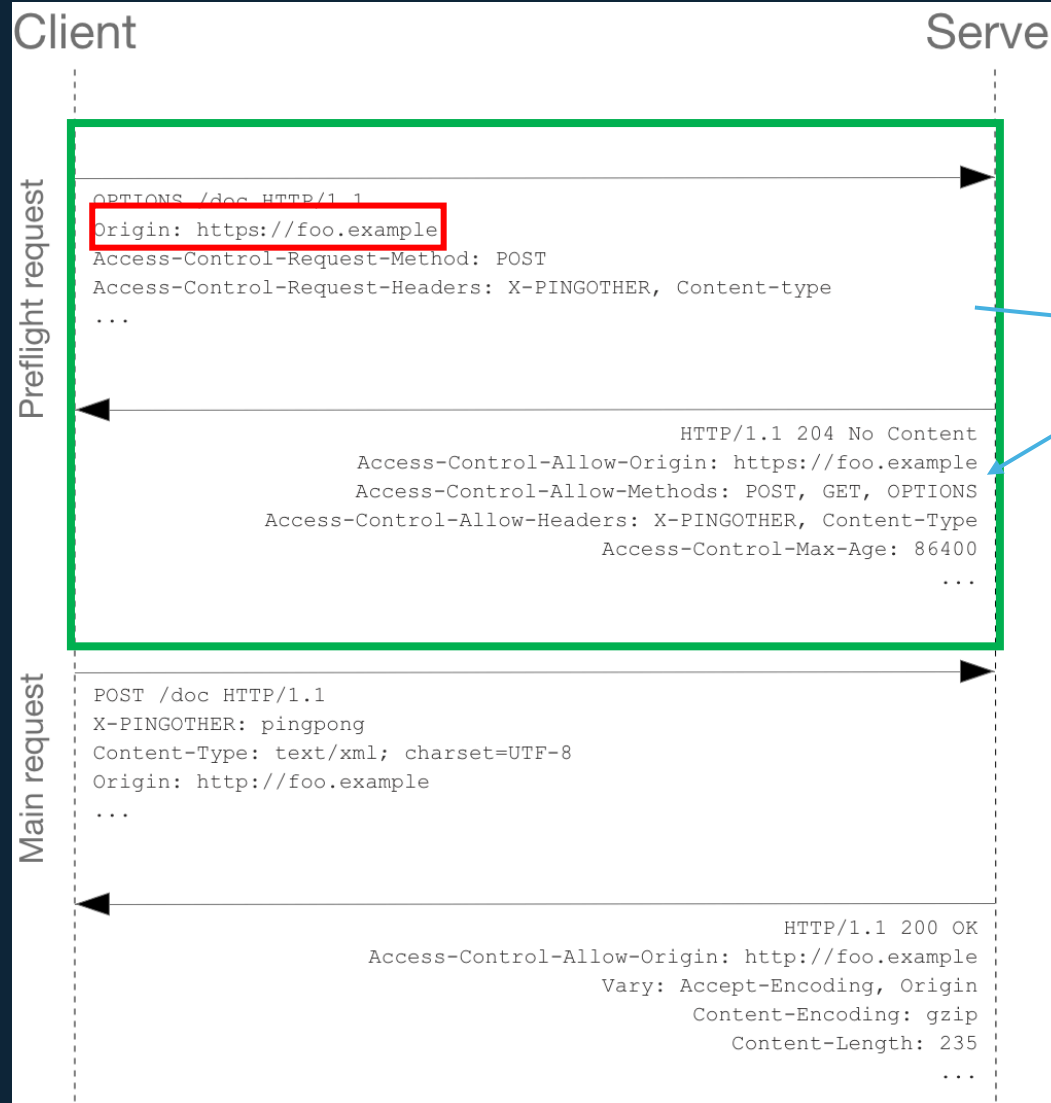 Client
Serve
Preflight request
OPTIONS /doc HTTP/1.1
Origin: https://foo.example
Access-Control-Request-Method: POST
Access-Control-Request-Headers: X-PINGOTHER, Content-type
...
HTTP/1.1 204 No Content
Access-Control-Allow-Origin: https://foo.example
Access-Control-Allow-Methods: POST, GET, OPTIONS
Access-Control-Allow-Headers: X-PINGOTHER, Content-Type
Access-Control-Max-Age: 86400
...
Main request
POST /doc HTTP/1.1
X-PINGOTHER: pingpong
Content-Type: text/xml; charset=UTF-8
Origin: http://foo.example
...
HTTP/1.1 200 OK
Access-Control-Allow-Origin: http://foo.example
Vary: Accept-Encoding, Origin
Content-Encoding: gzip
Content-Length: 235
...